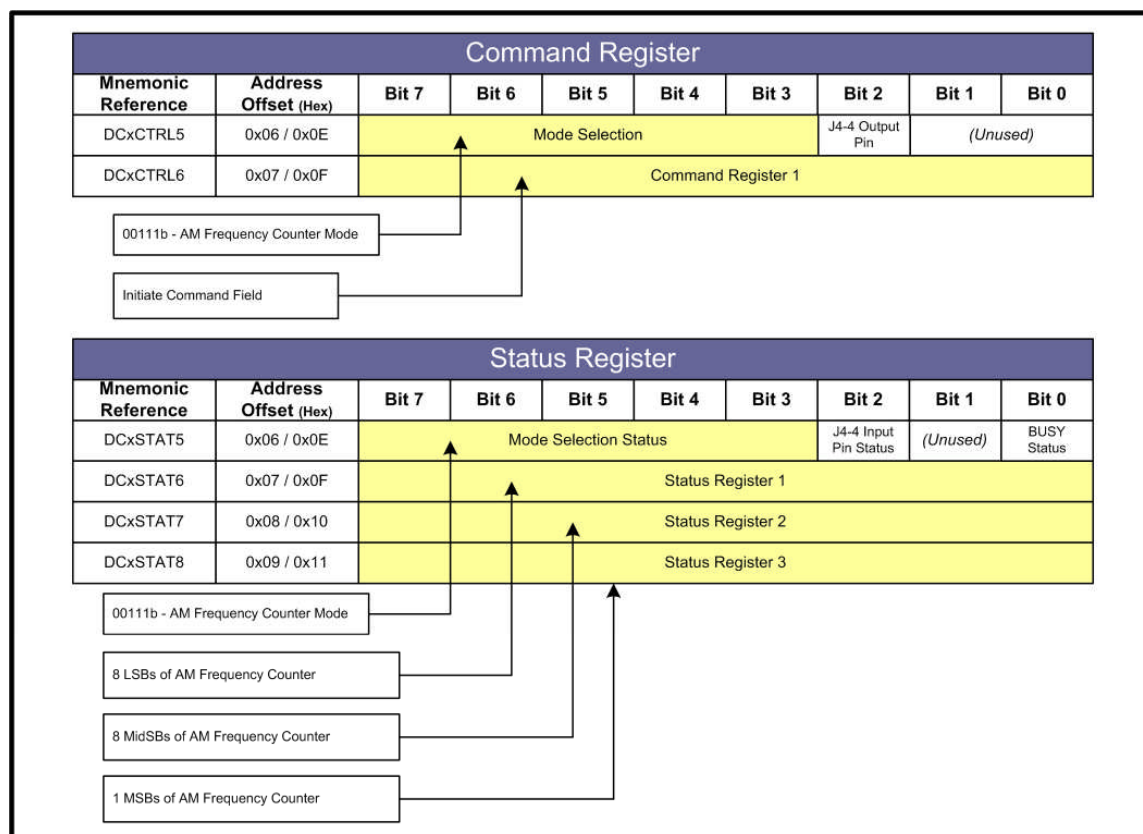 Command Register
Mnemonic Reference Address Offset (Hex) Bit 7 Bit 6 Bit 5 Bit 4 Bit 3 Bit 2 Bit 1 Bit 0
DCxCTRL5 0x06 / 0x0E Mode Selection J4-4 Output Pin (Unused)
DCxCTRL6 0x07 / 0x0F Command Register 1
00111b - AM Frequency Counter Mode
Initiate Command Field
Status Register
Mnemonic Reference Address Offset (Hex) Bit 7 Bit 6 Bit 5 Bit 4 Bit 3 Bit 2 Bit 1 Bit 0
DCxSTAT5 0x06 / 0x0E Mode Selection Status J4-4 Input Pin Status (Unused) BUSY Status
DCxSTAT6 0x07 / 0x0F Status Register 1
DCxSTAT7 0x08 / 0x10 Status Register 2
DCxSTAT8 0x09 / 0x11 Status Register 3
00111b - AM Frequency Counter Mode
8 LSBs of AM Frequency Counter
8 MidSBs of AM Frequency Counter
1 MSBs of AM Frequency Counter